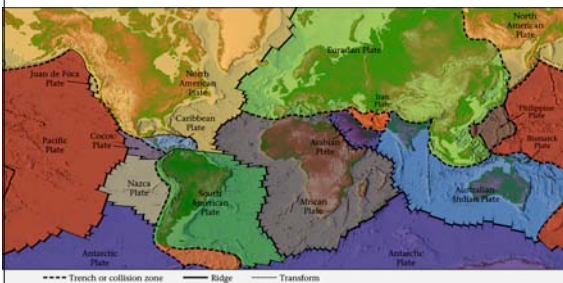 North
American
Plate
Eurasian Plate
Juan de Fuca
Plate
North
American
Plate
Iran
Plate
Philippine
Plate
Caribbean
Plate
Pacific
Plate
Cocos
Plate
Arabian
Plate
Bismarck
Plate
Nazca
Plate
South
American
Plate
African
Plate
Australian
Indian Plate
Antarctic
Plate
Antarctic
Plate
Trench or collision zone
Ridge
Transform